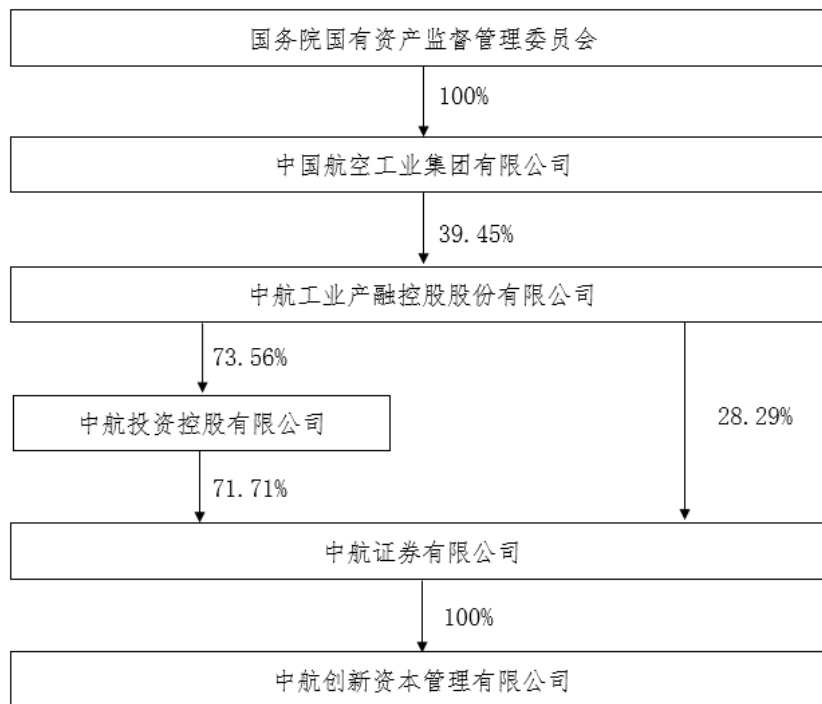 国务院国有资产监督管理委员会
100%
中国航空工业集团有限公司
39.45%
中航工业产融控股股份有限公司
73.56%
中航投资控股有限公司
28.29%
71.71%
中航证券有限公司
100%
中航创新资本管理有限公司